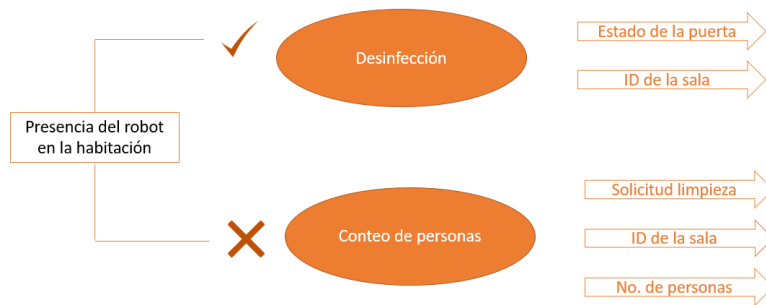 Estado de la puerta
Desinfección
ID de la sala
Presencia del robot
en la habitación
Solicitud limpieza
Conteo de personas
ID de la sala
No. de personas